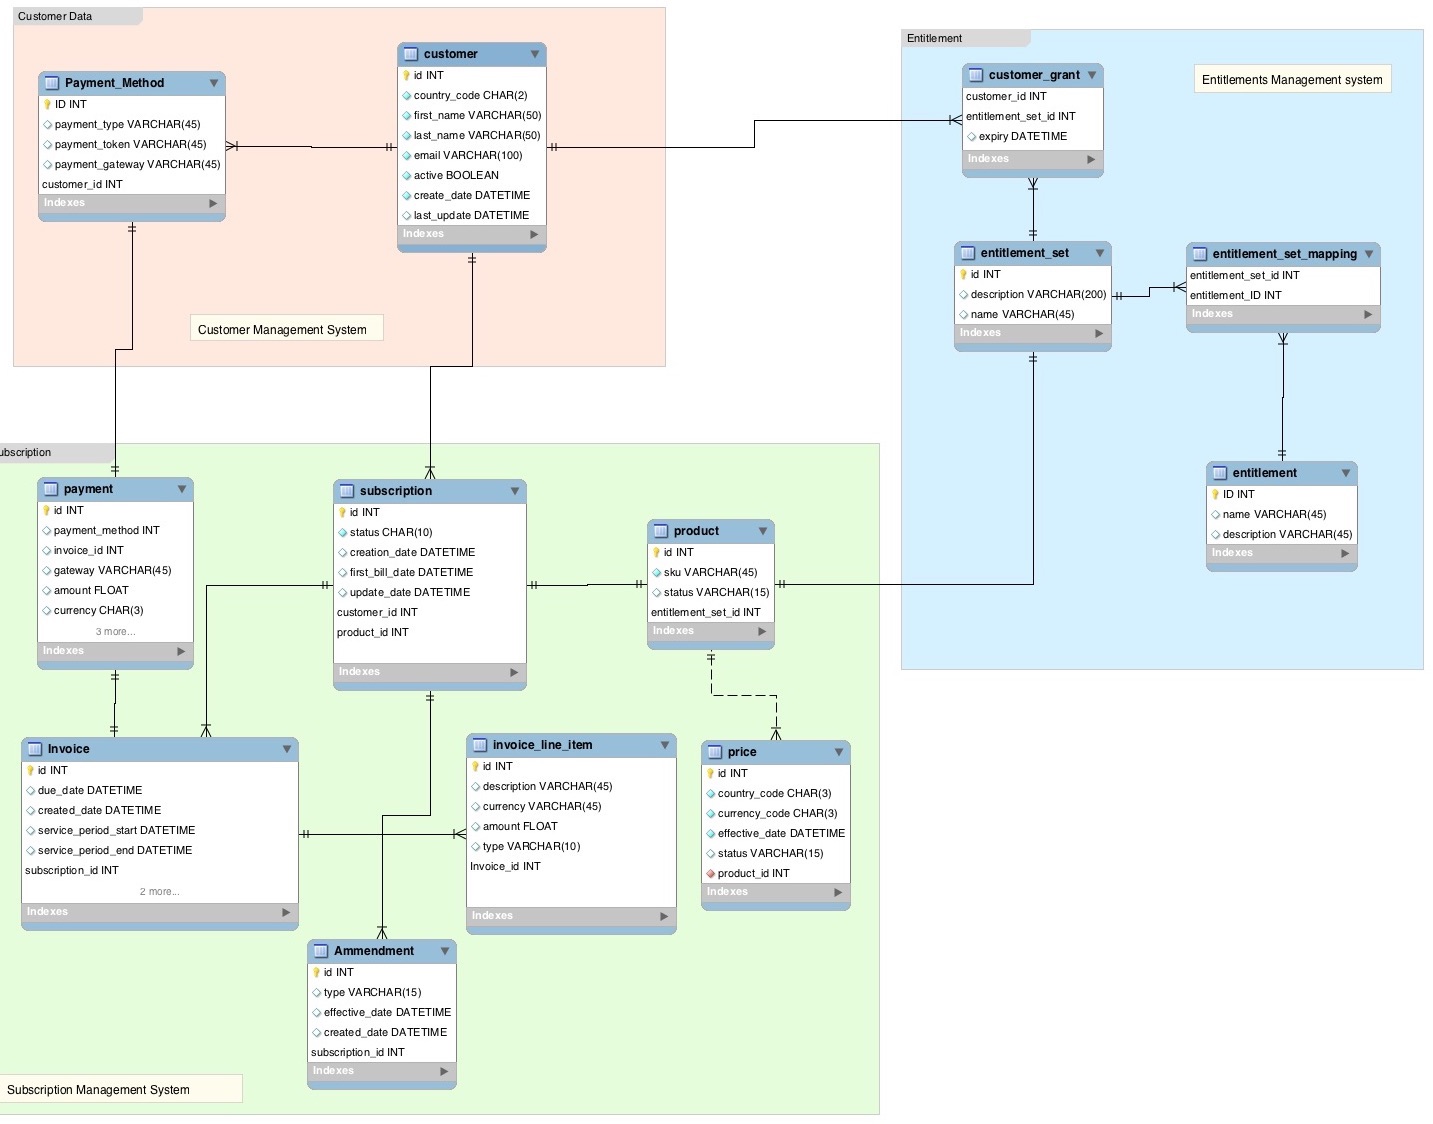 Customer Data
Payment_Method
ID INT
payment_type VARCHAR(45)
payment_token VARCHAR(45)
payment_gateway VARCHAR(45)
customer_id INT
Indexes
customer
id INT
country_code CHAR(2)
first_name VARCHAR(50)
last_name VARCHAR(50)
email VARCHAR(100)
active BOOLEAN
create_date DATETIME
last_update DATETIME
Indexes
Customer Management System
Entitlement
customer_grant
customer_id INT
entitlement_set_id INT
expiry DATETIME
Indexes
Entitlements Management system
entitlement_set
id INT
description VARCHAR(200)
name VARCHAR(45)
Indexes
entitlement_set_mapping
entitlement_set_id INT
entitlement_ID INT
Indexes
entitlement
ID INT
name VARCHAR(45)
description VARCHAR(45)
Indexes
ubscription
payment
id INT
payment_method INT
invoice_id INT
gateway VARCHAR(45)
amount FLOAT
currency CHAR(3)
3 more...
Indexes
subscription
id INT
status CHAR(10)
creation_date DATETIME
first_bill_date DATETIME
update_date DATETIME
customer_id INT
product_id INT
Indexes
product
id INT
sku VARCHAR(45)
status VARCHAR(15)
entitlement_set_id INT
Indexes
Invoice
id INT
due_date DATETIME
created_date DATETIME
service_period_start DATETIME
service_period_end DATETIME
subscription_id INT
2 more...
Indexes
invoice_line_item
id INT
description VARCHAR(45)
currency VARCHAR(45)
amount FLOAT
type VARCHAR(10)
Invoice_id INT
Indexes
price
id INT
country_code CHAR(3)
currency_code CHAR(3)
effective_date DATETIME
status VARCHAR(15)
product_id INT
Indexes
Ammendment
id INT
type VARCHAR(15)
effective_date DATETIME
created_date DATETIME
subscription_id INT
Indexes
Subscription Management System